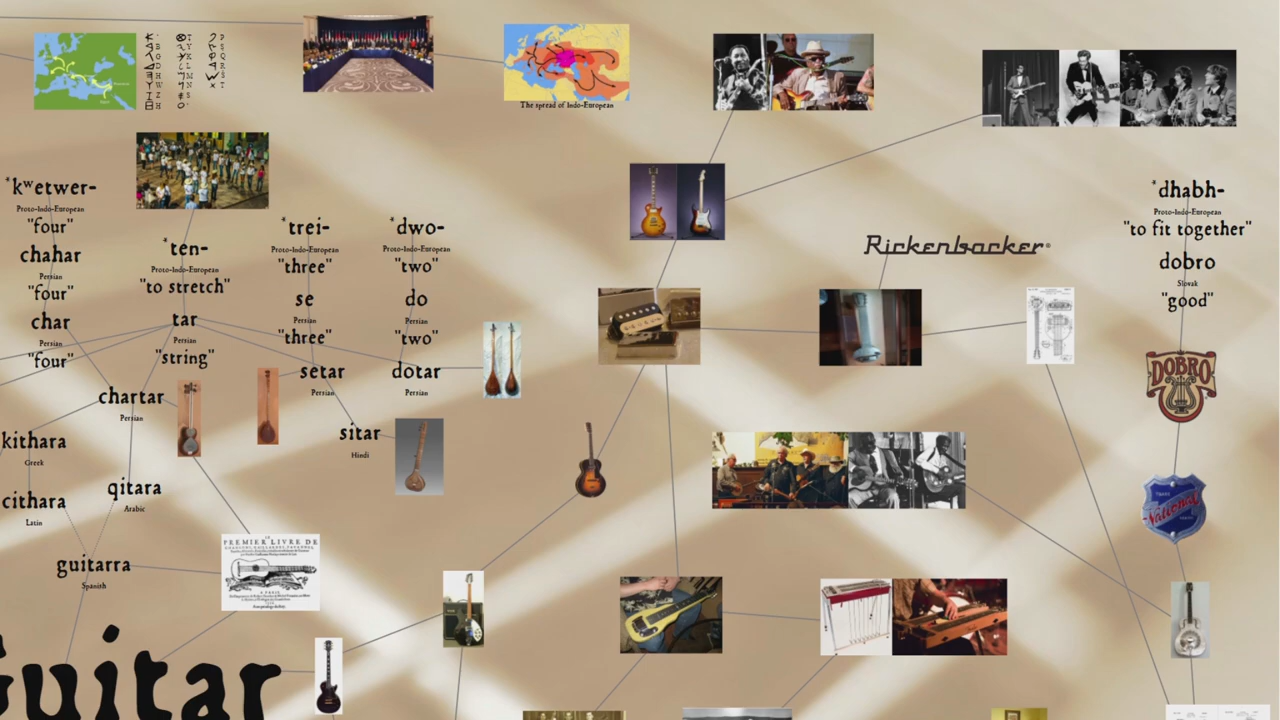 The spread of Indo-European
*kʷetwer-
Proto-Indo-European
"four"
chahar
Persian
"four"
char
Persian
"four"
*ten-
Proto-Indo-European
"to stretch"
tar
Persian
"string"
*trei-
Proto-Indo-European
"three"
se
Persian
"three"
setar
Persian
*dwo-
Proto-Indo-European
"two"
do
Persian
"two"
dotar
Persian
sitar
Hindi
chartar
Persian
kithara
Greek
cithara
Latin
qitara
Arabic
guitarra
Spanish
PREMIER LIVRE DE
Guitar
Rickenbacker®
*dhabh-
Proto-Indo-European
"to fit together"
dobro
Slovak
"good"
DOBRO
National